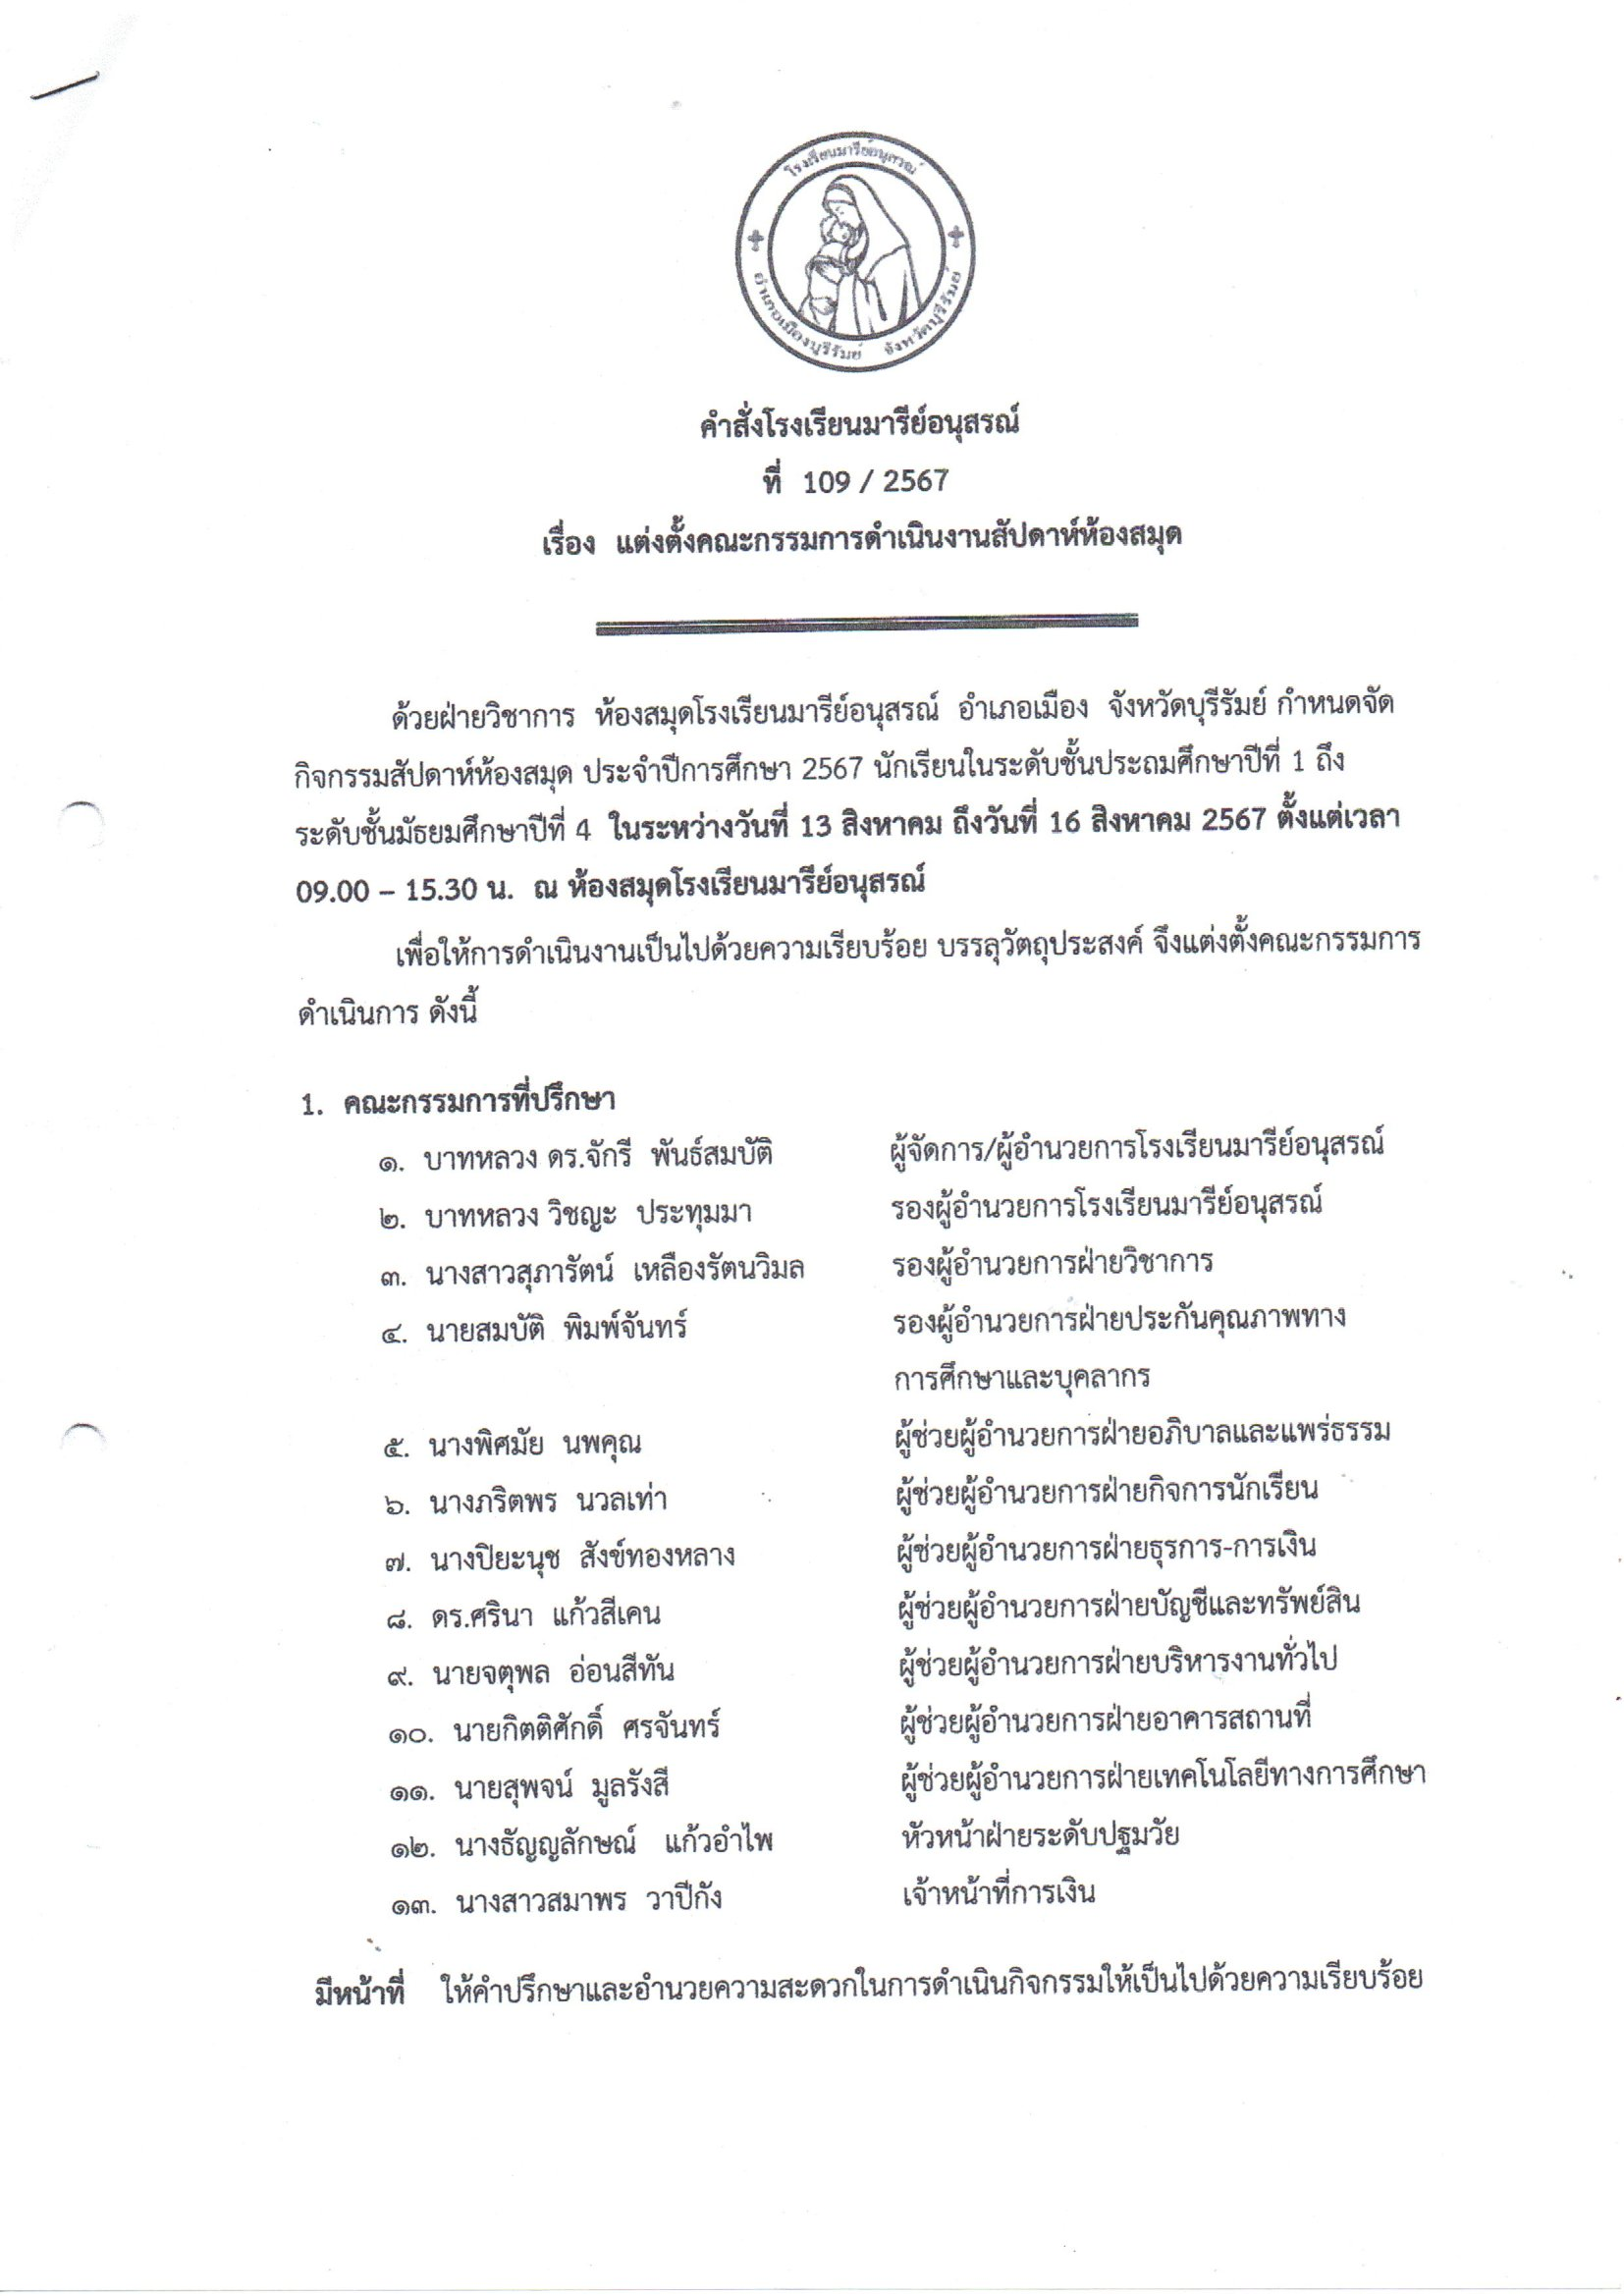 โรงเรียนมารีย์อนุสรณ์
อำเภอเมืองบุรีรัมย์ จังหวัดบุรีรัมย์
คำสั่งโรงเรียนมารีย์อนุสรณ์
ที่ 109 / 2567
เรื่อง แต่งตั้งคณะกรรมการดำเนินงานสัปดาห์ห้องสมุด
ด้วยฝ่ายวิชาการ ห้องสมุดโรงเรียนมารีย์อนุสรณ์ อำเภอเมือง จังหวัดบุรีรัมย์ กำหนดจัด
กิจกรรมสัปดาห์ห้องสมุด ประจำปีการศึกษา 2567 นักเรียนในระดับชั้นประถมศึกษาปีที่ 1 ถึง
ระดับชั้นมัธยมศึกษาปีที่ 4 ในระหว่างวันที่ 13 สิงหาคม ถึงวันที่ 16 สิงหาคม 2567 ตั้งแต่เวลา
09.00 – 15.30 น. ณ ห้องสมุดโรงเรียนมารีย์อนุสรณ์
เพื่อให้การดำเนินงานเป็นไปด้วยความเรียบร้อย บรรลุวัตถุประสงค์ จึงแต่งตั้งคณะกรรมการ
ดำเนินการ ดังนี้
1. คณะกรรมการที่ปรึกษา
๑. บาทหลวง ดร.จักรี พันธ์สมบัติ ผู้จัดการ/ผู้อำนวยการโรงเรียนมารีย์อนุสรณ์
๒. บาทหลวง วิชญะ ประทุมมา รองผู้อำนวยการโรงเรียนมารีย์อนุสรณ์
๓. นางสาวสุภารัตน์ เหลืองรัตนวิมล รองผู้อำนวยการฝ่ายวิชาการ
๔. นายสมบัติ พิมพ์จันทร์ รองผู้อำนวยการฝ่ายประกันคุณภาพทาง
การศึกษาและบุคลากร
๕. นางพิศมัย นพคุณ ผู้ช่วยผู้อำนวยการฝ่ายอภิบาลและแพร่ธรรม
๖. นางภริตพร นวลเท่า ผู้ช่วยผู้อำนวยการฝ่ายกิจการนักเรียน
๗. นางปิยะนุช สังข์ทองหลาง ผู้ช่วยผู้อำนวยการฝ่ายธุรการ-การเงิน
๘. ดร.ศรินา แก้วสีเคน ผู้ช่วยผู้อำนวยการฝ่ายบัญชีและทรัพย์สิน
๙. นายจตุพล อ่อนสีทัน ผู้ช่วยผู้อำนวยการฝ่ายบริหารงานทั่วไป
๑๐. นายกิตติศักดิ์ ศรจันทร์ ผู้ช่วยผู้อำนวยการฝ่ายอาคารสถานที่
๑๑. นายสุพจน์ มูลรังสี ผู้ช่วยผู้อำนวยการฝ่ายเทคโนโลยีทางการศึกษา
๑๒. นางธัญญลักษณ์ แก้วอำไพ หัวหน้าฝ่ายระดับปฐมวัย
๑๓. นางสาวสมาพร วาปีกัง เจ้าหน้าที่การเงิน
มีหน้าที่ ให้คำปรึกษาและอำนวยความสะดวกในการดำเนินกิจกรรมให้เป็นไปด้วยความเรียบร้อย